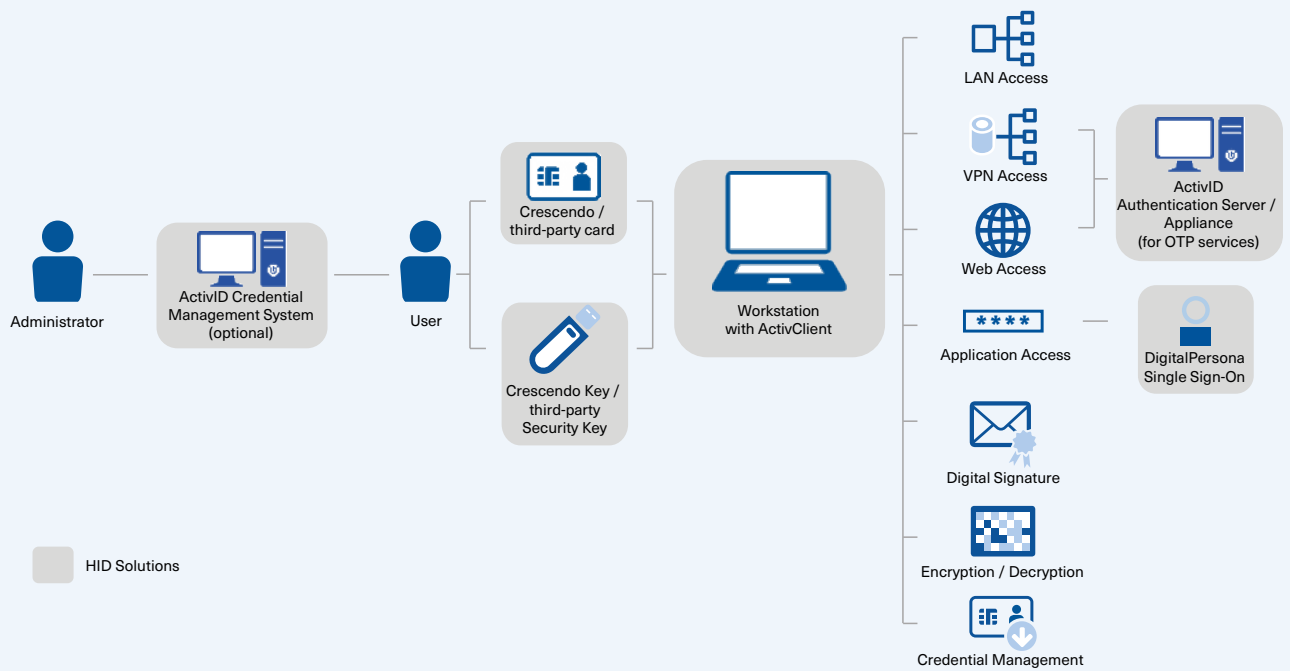 Administrator
ActivID Credential
Management System
(optional)
User
Crescendo /
third-party card
Crescendo Key /
third-party
Security Key
Workstation
with ActivClient
LAN Access
VPN Access
Web Access
****
Application Access
Digital Signature
Encryption / Decryption
Credential Management
ActivID
Authentication Server /
Appliance
(for OTP services)
DigitalPersona
Single Sign-On
HID Solutions